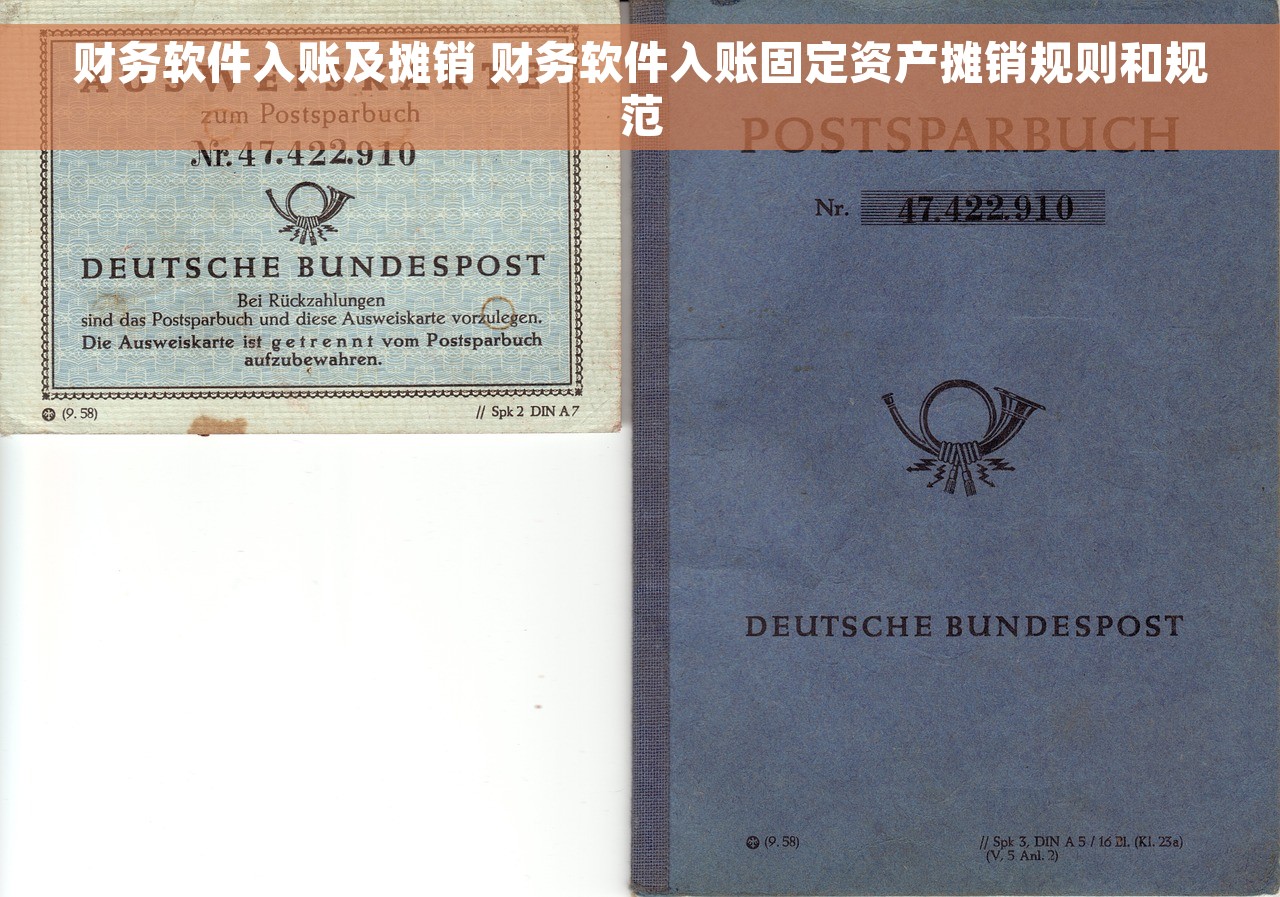 财务软件入账及摊销 财务软件入账固定资产摊销规则和规
范
AUSWEISKARTE
zum Postsparbuch
Nr. 47.422.910
DEUTSCHE BUNDESPOST
Bei Rückzahlungen
sind das Postsparbuch und diese Ausweiskarte vorzulegen.
Die Ausweiskarte ist getrennt vom Postsparbuch
aufzubewahren.
(9. 58)
// Spk 2 DIN A 7
POSTSPARBUCH
Nr. 47.422.910
DEUTSCHE BUNDESPOST
(9. 58)
// Spk 3, DIN A 5 / 16 Bl. (Kl. 23a)
(V, 5 Anl. 2)